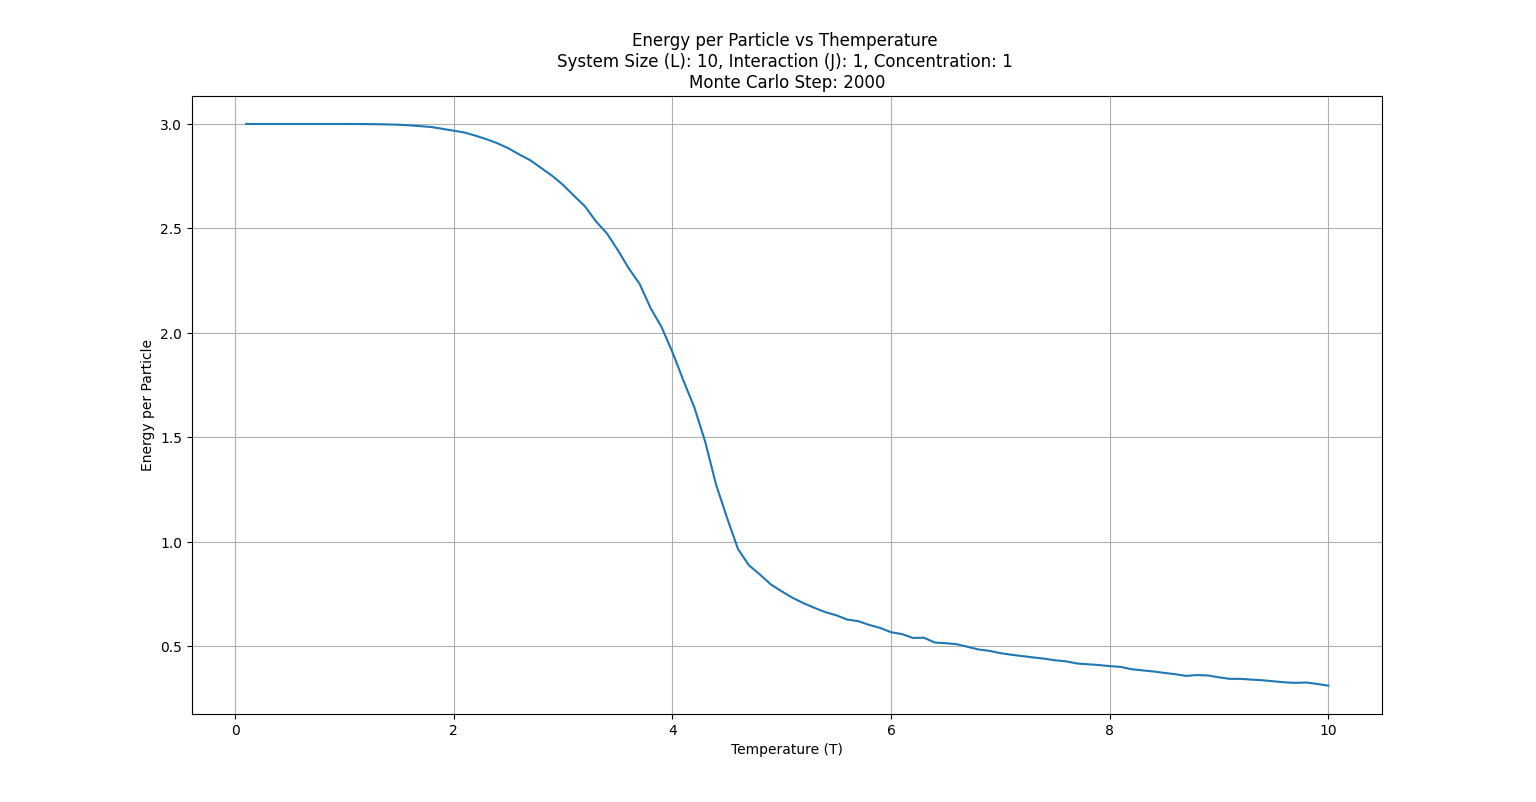 Energy per Particle vs Themperature
System Size (L): 10, Interaction (J): 1, Concentration: 1
Monte Carlo Step: 2000
Energy per Particle
3.0
2.5
2.0
1.5
1.0
0.5
0
2
4
6
8
10
Temperature (T)